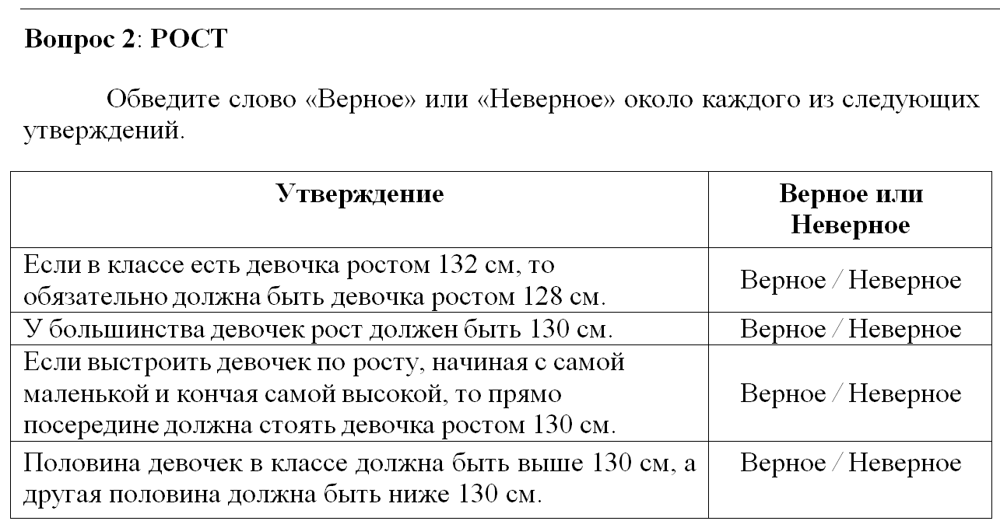 Вопрос 2: РОСТ
Обведите слово «Верное» или «Неверное» около каждого из следующих
утверждений.
Утверждение
Верное или
Неверное
Если в классе есть девочка ростом 132 см, то
обязательно должна быть девочка ростом 128 см.
Верное / Неверное
У большинства девочек рост должен быть 130 см.
Верное / Неверное
Если выстроить девочек по росту, начиная с самой
маленькой и кончая самой высокой, то прямо
посередине должна стоять девочка ростом 130 см.
Верное / Неверное
Половина девочек в классе должна быть выше 130 см, а
другая половина должна быть ниже 130 см.
Верное / Неверное